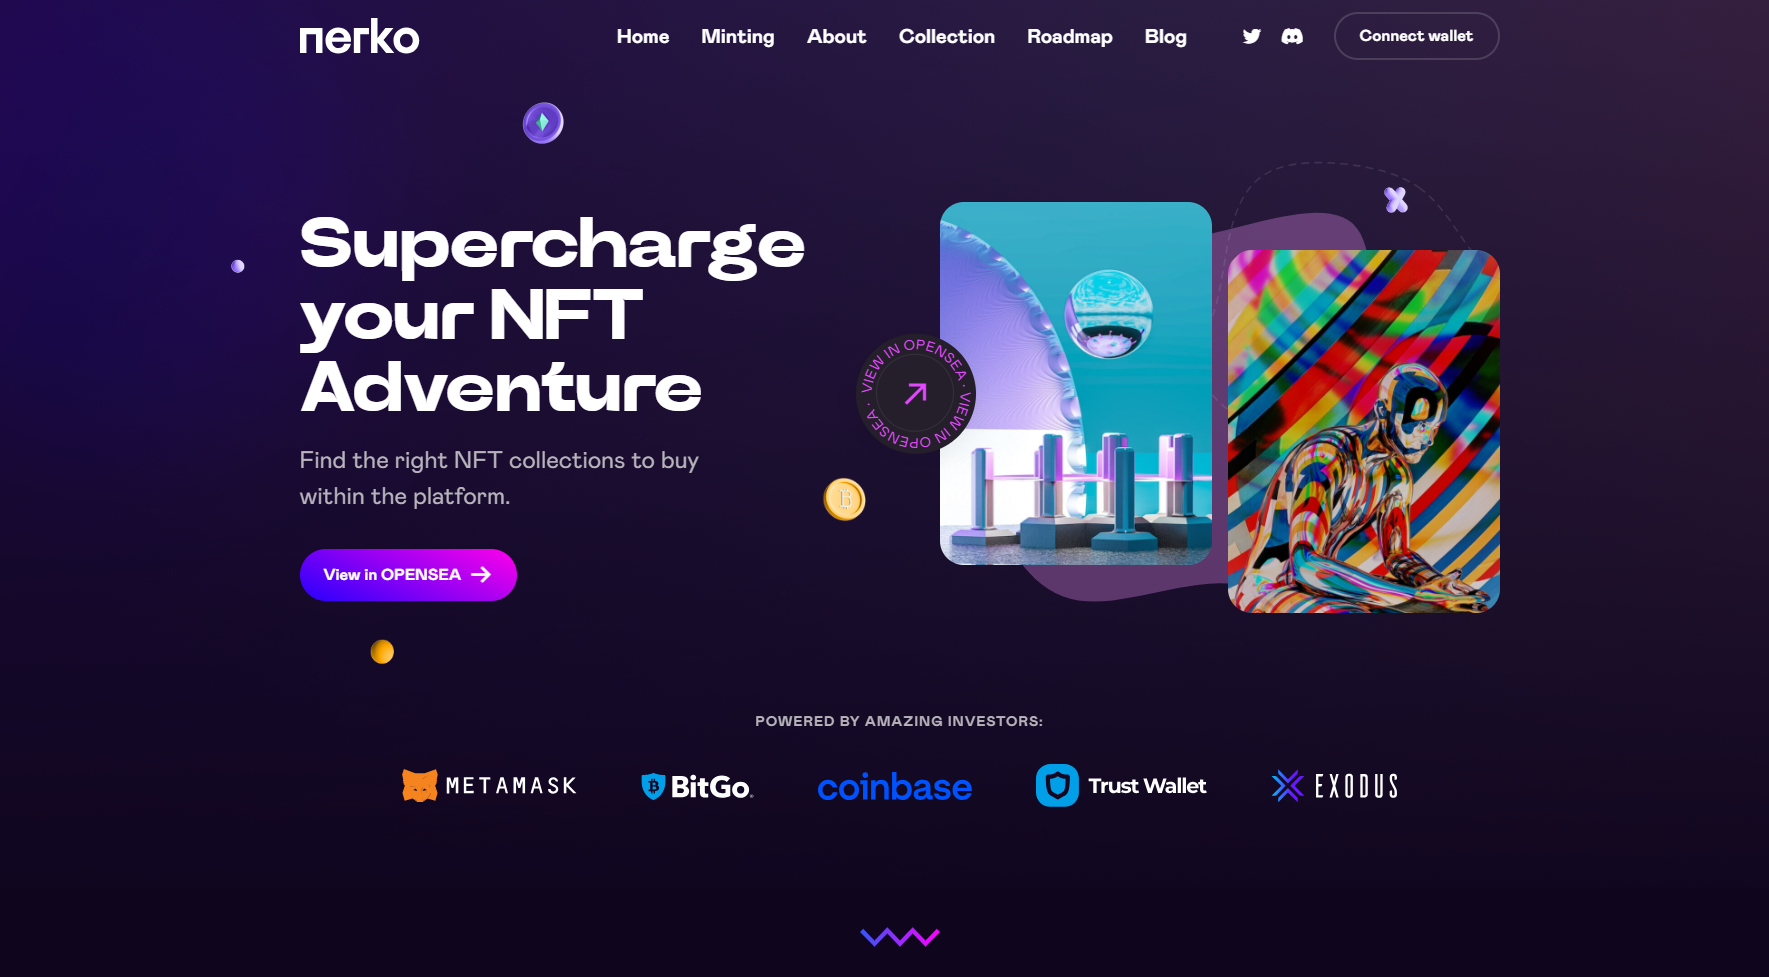 nerko
Home
Minting
About
Collection
Roadmap
Blog
Connect wallet
Supercharge
your NFT
Adventure
Find the right NFT collections to buy
within the platform.
View in OPENSEA
VIEW IN OPENSEA · VIEW IN OPENSEA ·
POWERED BY AMAZING INVESTORS:
METAMASK
BitGo
coinbase
Trust Wallet
EXODUS